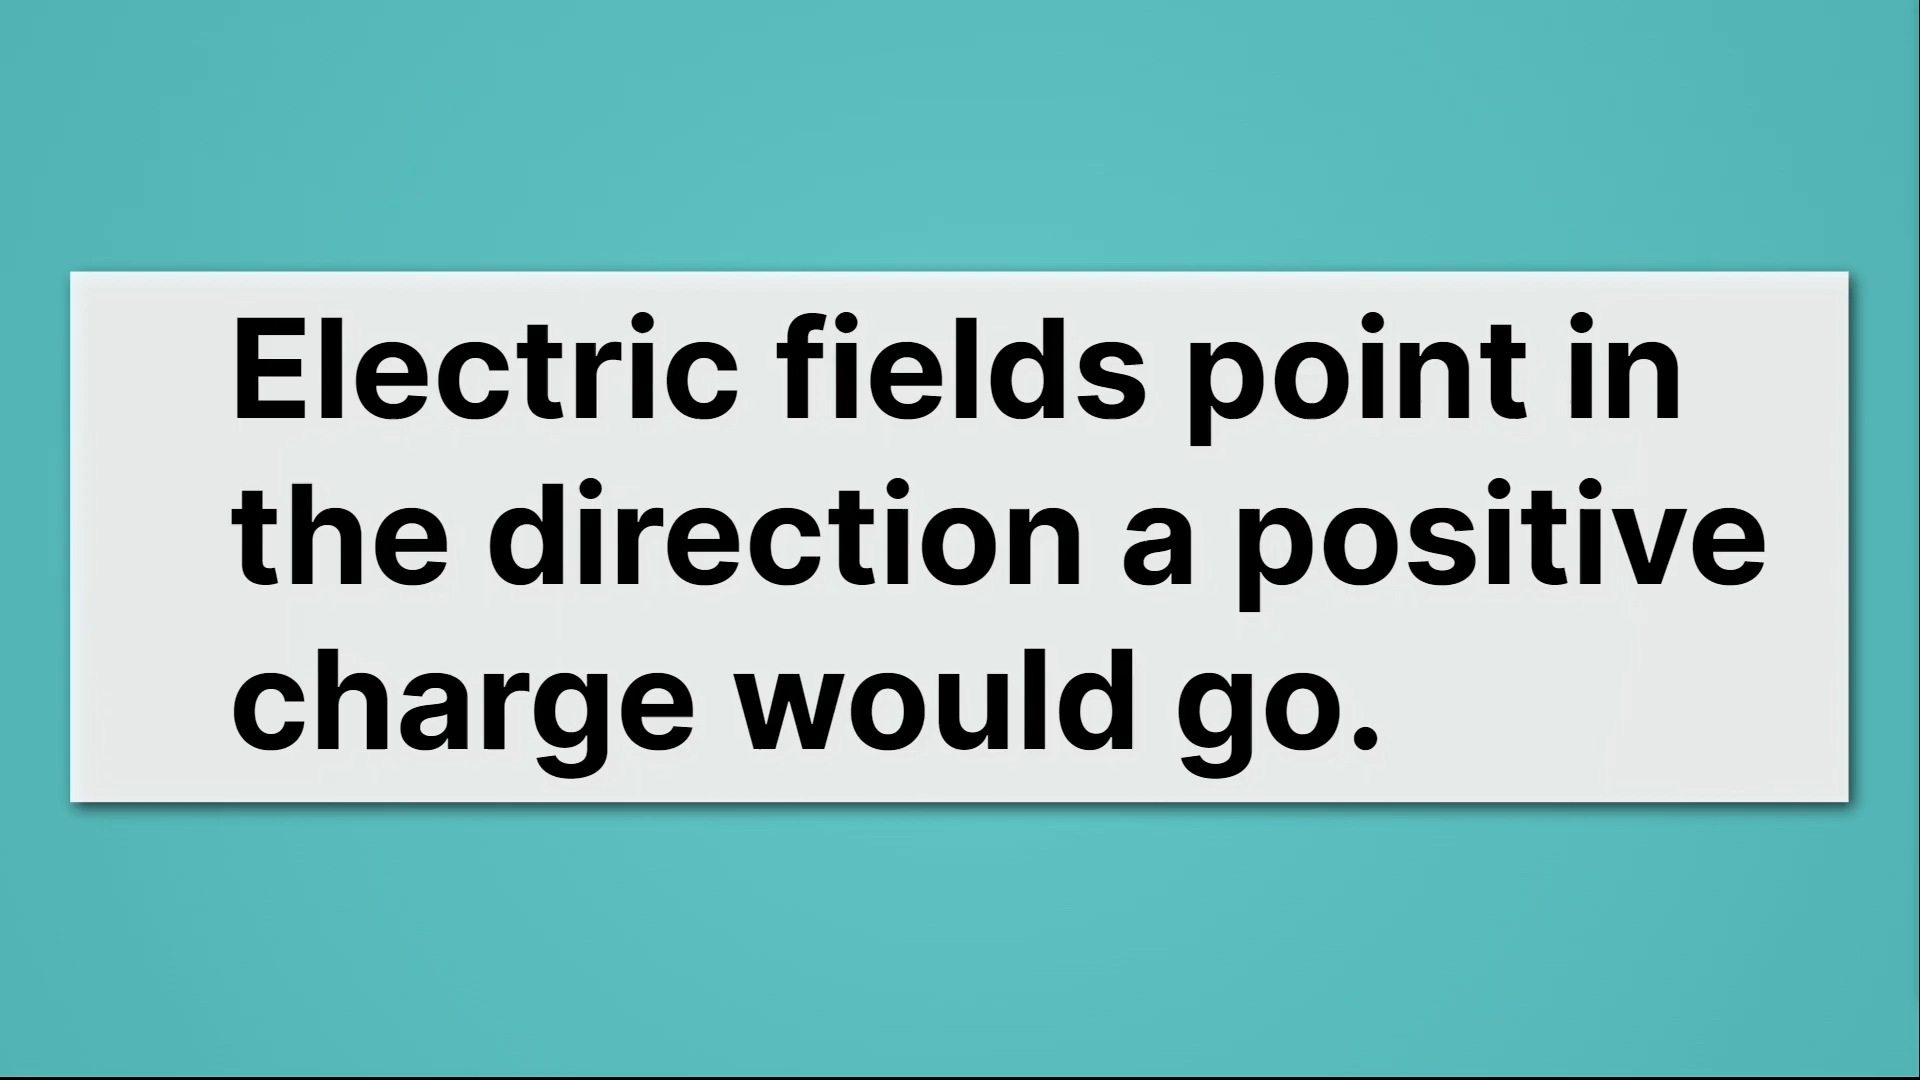 Electric fields point in
the direction a positive
charge would go.